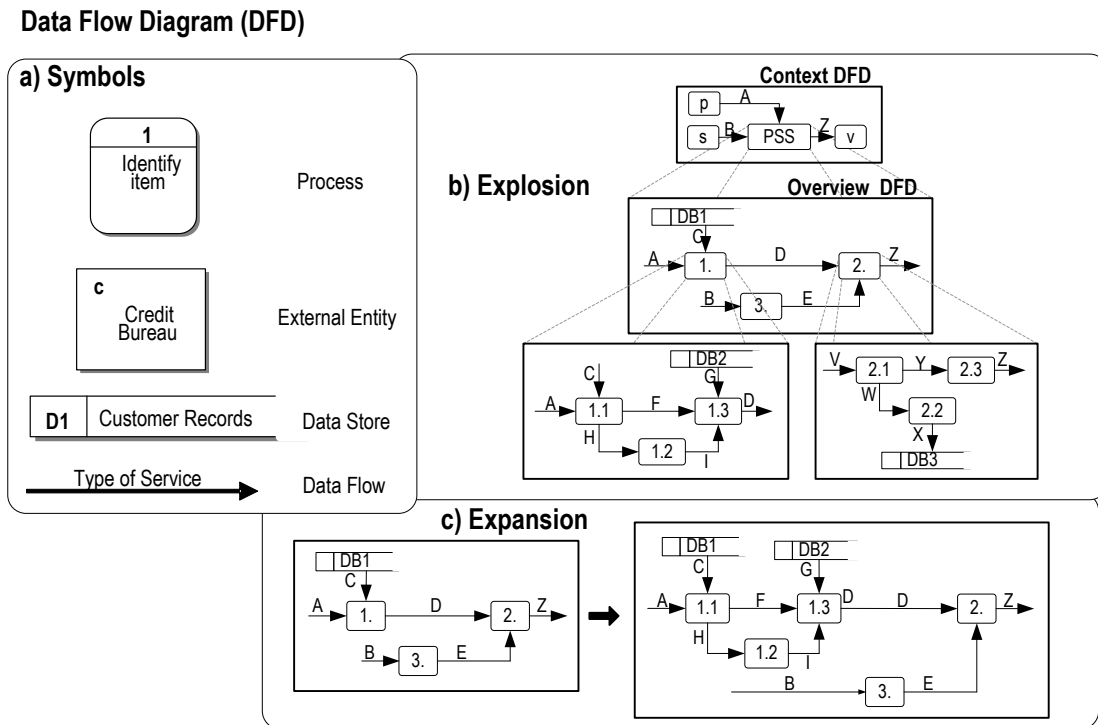 Data Flow Diagram (DFD)
a) Symbols
1
Identify
item
Process
c
Credit
Bureau
External Entity
D1 Customer Records
Data Store
Type of Service
Data Flow
b) Explosion
Context DFD
p A
s B PSS Z v
Overview DFD
DB1
C
A 1. D 2. Z
B 3. E
DB2
C G
A 1.1 F 1.3 D
H 1.2 I
V 2.1 Y 2.3 Z
W 2.2
X
DB3
c) Expansion
DB1
C
A 1. D 2. Z
B 3. E
DB1 DB2
C G
A 1.1 F 1.3 D D 2. Z
H 1.2 I
B 3. E